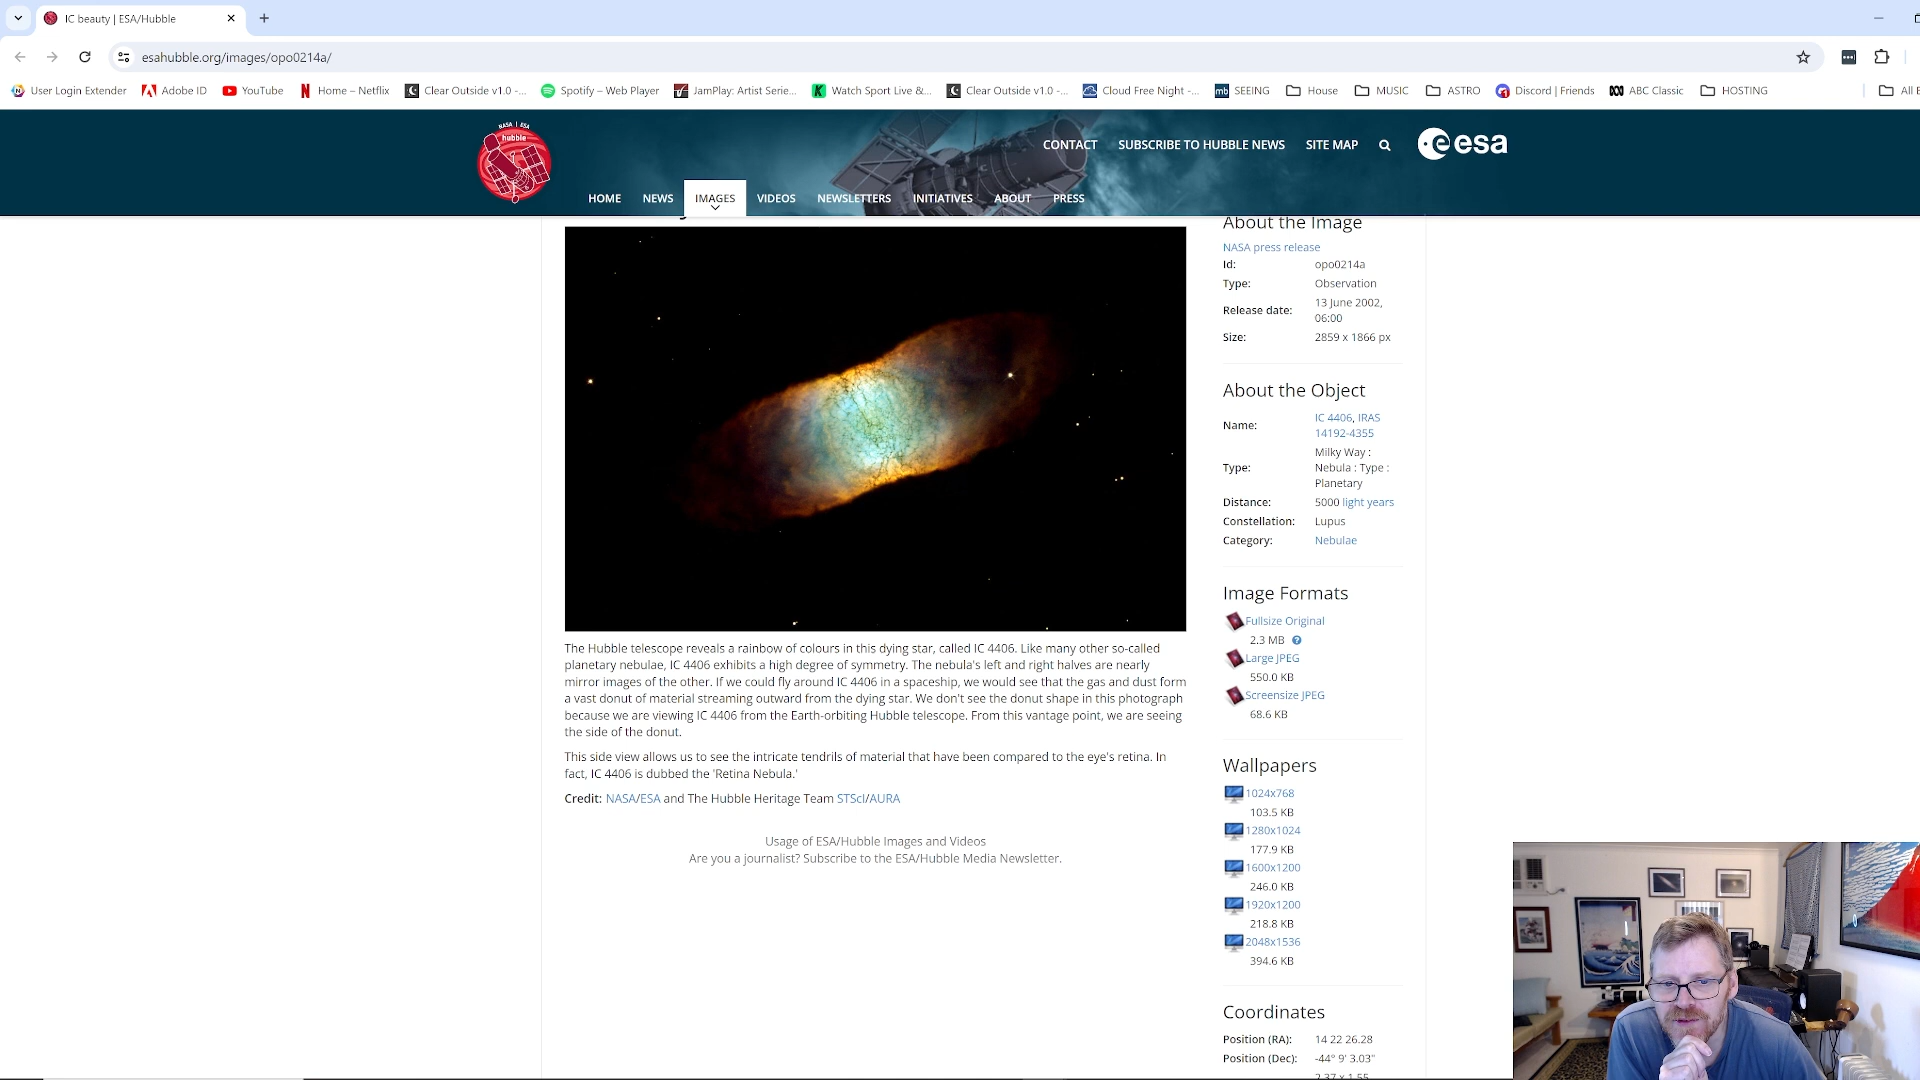 IC beauty | ESA/Hubble
esahubble.org/images/opo0214a/
User Login Extender
Adobe ID
YouTube
Home – Netflix
Clear Outside v1.0 -...
Spotify – Web Player
JamPlay: Artist Serie...
Watch Sport Live &...
Clear Outside v1.0 -...
Cloud Free Night -...
mb SEEING
House
MUSIC
ASTRO
Discord | Friends
ABC Classic
HOSTING
All
NASA | ESA
hubble
CONTACT
SUBSCRIBE TO HUBBLE NEWS
SITE MAP
esa
HOME
NEWS
IMAGES
VIDEOS
NEWSLETTERS
INITIATIVES
ABOUT
PRESS
The Hubble telescope reveals a rainbow of colours in this dying star, called IC 4406. Like many other so-called
planetary nebulae, IC 4406 exhibits a high degree of symmetry. The nebula's left and right halves are nearly
mirror images of the other. If we could fly around IC 4406 in a spaceship, we would see that the gas and dust form
a vast donut of material streaming outward from the dying star. We don't see the donut shape in this photograph
because we are viewing IC 4406 from the Earth-orbiting Hubble telescope. From this vantage point, we are seeing
the side of the donut.
This side view allows us to see the intricate tendrils of material that have been compared to the eye's retina. In
fact, IC 4406 is dubbed the 'Retina Nebula.'
Credit: NASA/ESA and The Hubble Heritage Team STScI/AURA
Usage of ESA/Hubble Images and Videos
Are you a journalist? Subscribe to the ESA/Hubble Media Newsletter.
About the Image
NASA press release
Id: opo0214a
Type: Observation
Release date: 13 June 2002,
06:00
Size: 2859 x 1866 px
About the Object
Name: IC 4406, IRAS
14192-4355
Type: Milky Way :
Nebula : Type :
Planetary
Distance: 5000 light years
Constellation: Lupus
Category: Nebulae
Image Formats
Fullsize Original
2.3 MB
Large JPEG
550.0 KB
Screensize JPEG
68.6 KB
Wallpapers
1024x768
103.5 KB
1280x1024
177.9 KB
1600x1200
246.0 KB
1920x1200
218.8 KB
2048x1536
394.6 KB
Coordinates
Position (RA): 14 22 26.28
Position (Dec): -44° 9' 3.03"
2.37 x 1.55